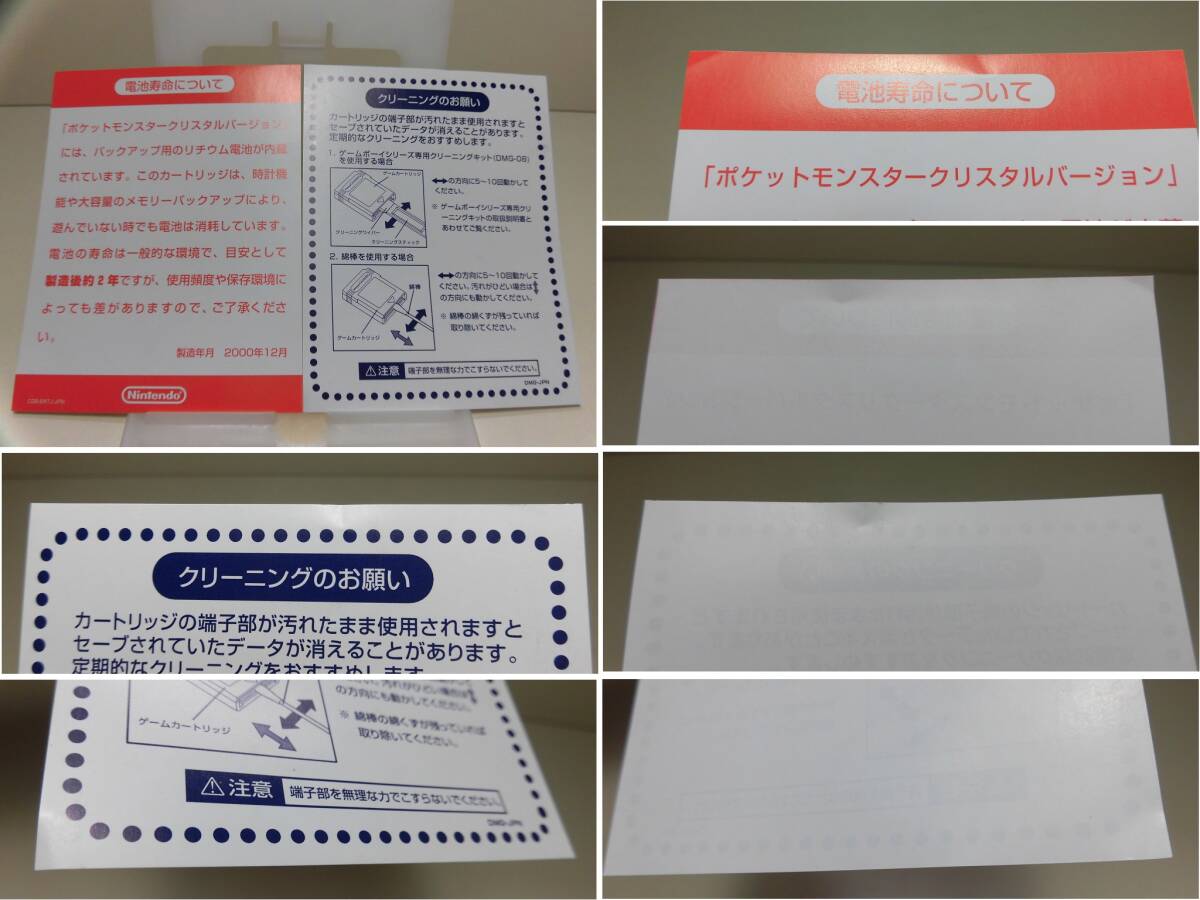 電池寿命について
「ポケットモンスタークリスタルバージョン」
には、バックアップ用のリチウム電池が内蔵
されています。このカートリッジは、時計機
能や大容量のメモリーバックアップにより、
遊んでいない時でも電池は消耗しています。
電池の寿命は一般的な環境で、目安として
製造後約2年ですが、使用頻度や保存環境に
よっても差がありますので、ご了承くださ
い。
製造年月 2000年12月
Nintendo
クリーニングのお願い
カートリッジの端子部が汚れたまま使用されますと
セーブされていたデータが消えることがあります。
定期的なクリーニングをおすすめします。
1. ゲームボーイシリーズ専用クリーニングキット(DMG-08)
を使用する場合
ゲームカートリッジ
クリーニングワイパー
クリーニングスティック
⟷の方向に5〜10回動かして
ください。
※ ゲームボーイシリーズ専用クリ
ーニングキットの取扱説明書と
あわせてご覧ください。
2. 綿棒を使用する場合
綿棒
ゲームカートリッジ
⟷の方向に5〜10回動かして
ください。汚れがひどい場合は↕
の方向にも動かしてください。
※ 綿棒の綿くずが残っていれば
取り除いてください。
⚠注意 端子部を無理な力でこすらないでください。
DMG-JPN
電池寿命について
「ポケットモンスタークリスタルバージョン」
クリーニングのお願い
カートリッジの端子部が汚れたまま使用されますと
セーブされていたデータが消えることがあります。
定期的なクリーニングをおすすめします
ゲームカートリッジ
の方向にも動かしてください。
※ 綿棒の綿くずが残っていれば
取り除いてください。
⚠注意 端子部を無理な力でこすらないでください。
DMG-JPN